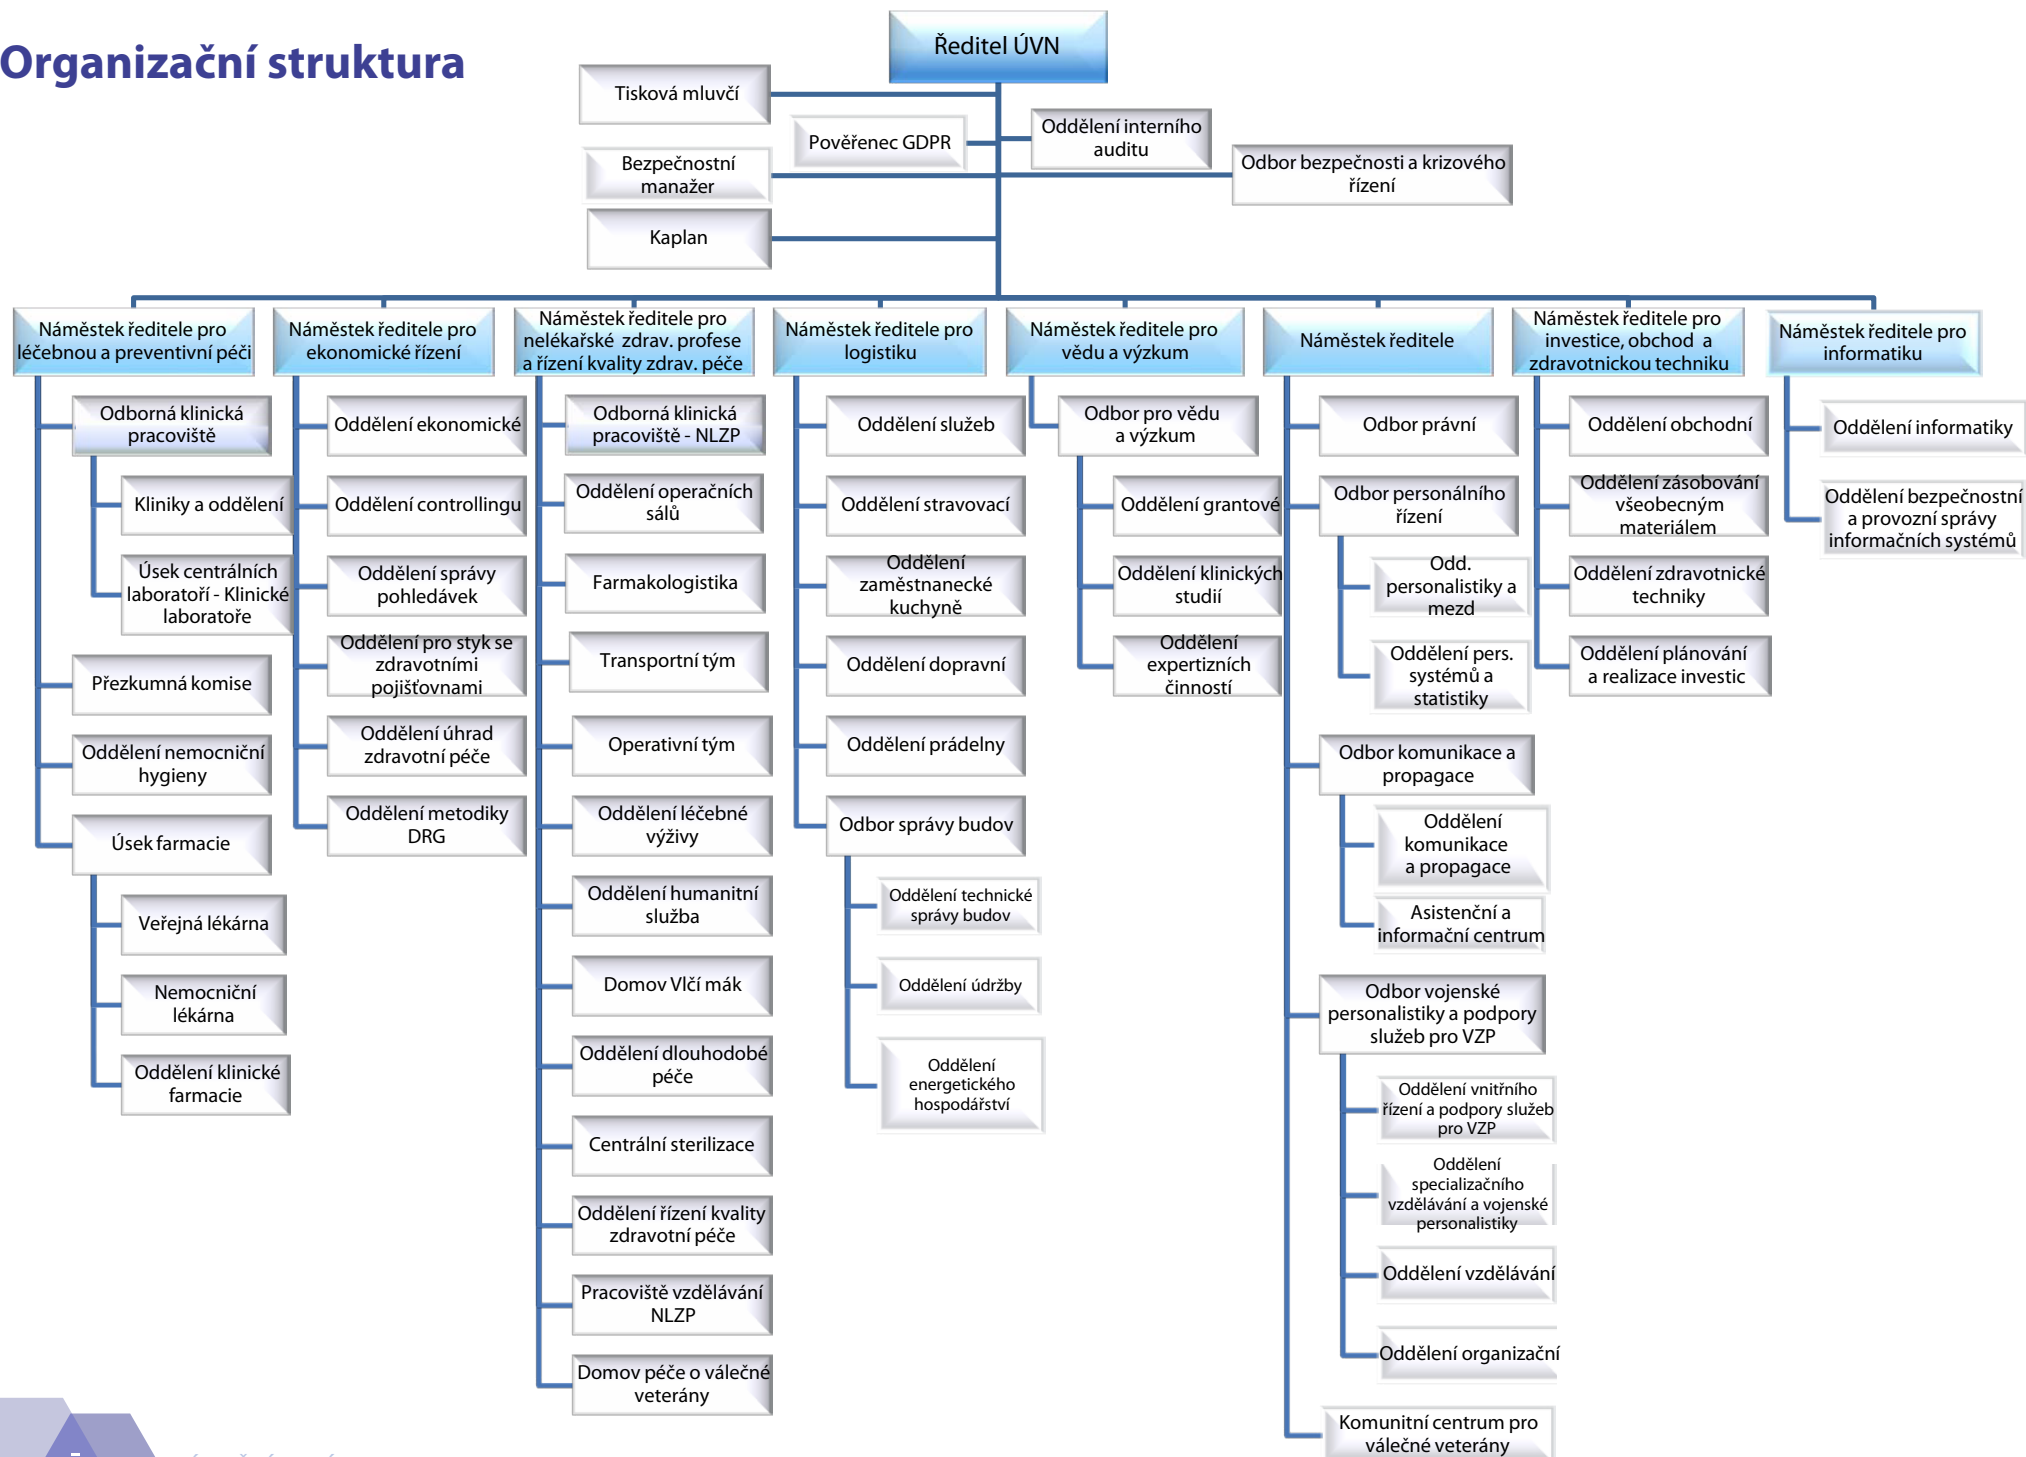 Organizační struktura
Ředitel ÚVN
Tisková mluvčí
Pověřenec GDPR
Oddělení interního
auditu
Bezpečnostní
manažer
Odbor bezpečnosti a krizového
řízení
Kaplan
Náměstek ředitele pro
léčebnou a preventivní péči
Odborná klinická
pracoviště
Kliniky a oddělení
Úsek centrálních
laboratoří - Klinické
laboratoře
Přezkumná komise
Oddělení nemocniční
hygieny
Úsek farmacie
Veřejná lékárna
Nemocniční
lékárna
Oddělení klinické
farmacie
Náměstek ředitele pro
ekonomické řízení
Oddělení ekonomické
Oddělení controllingu
Oddělení správy
pohledávek
Oddělení pro styk se
zdravotními
pojišťovnami
Oddělení úhrad
zdravotní péče
Oddělení metodiky
DRG
Náměstek ředitele pro
nelékařské zdrav. profese
a řízení kvality zdrav. péče
Odborná klinická
pracoviště - NLZP
Oddělení operačních
sálů
Farmakologistika
Transportní tým
Operativní tým
Oddělení léčebné
výživy
Oddělení humanitní
služba
Domov Vlčí mák
Oddělení dlouhodobé
péče
Centrální sterilizace
Oddělení řízení kvality
zdravotní péče
Pracoviště vzdělávání
NLZP
Domov péče o válečné
veterány
Náměstek ředitele pro
logistiku
Oddělení služeb
Oddělení stravovací
Oddělení
zaměstnanecké
kuchyně
Oddělení dopravní
Oddělení prádelny
Odbor správy budov
Oddělení technické
správy budov
Oddělení údržby
Oddělení
energetického
hospodářství
Náměstek ředitele pro
vědu a výzkum
Odbor pro vědu
a výzkum
Oddělení grantové
Oddělení klinických
studií
Oddělení
expertizních
činností
Náměstek ředitele
Odbor právní
Odbor personálního
řízení
Odd.
personalistiky a
mezd
Oddělení pers.
systémů a
statistiky
Odbor komunikace a
propagace
Oddělení
komunikace
a propagace
Asistenční a
informační centrum
Odbor vojenské
personalistiky a podpory
služeb pro VZP
Oddělení vnitřního
řízení a podpory služeb
pro VZP
Oddělení
specializačního
vzdělávání a vojenské
personalistiky
Oddělení vzdělávání
Oddělení organizační
Komunitní centrum pro
válečné veterány
Náměstek ředitele pro
investice, obchod a
zdravotnickou techniku
Oddělení obchodní
Oddělení zásobování
všeobecným
materiálem
Oddělení zdravotnické
techniky
Oddělení plánování
a realizace investic
Náměstek ředitele pro
informatiku
Oddělení informatiky
Oddělení bezpečnostní
a provozní správy
informačních systémů